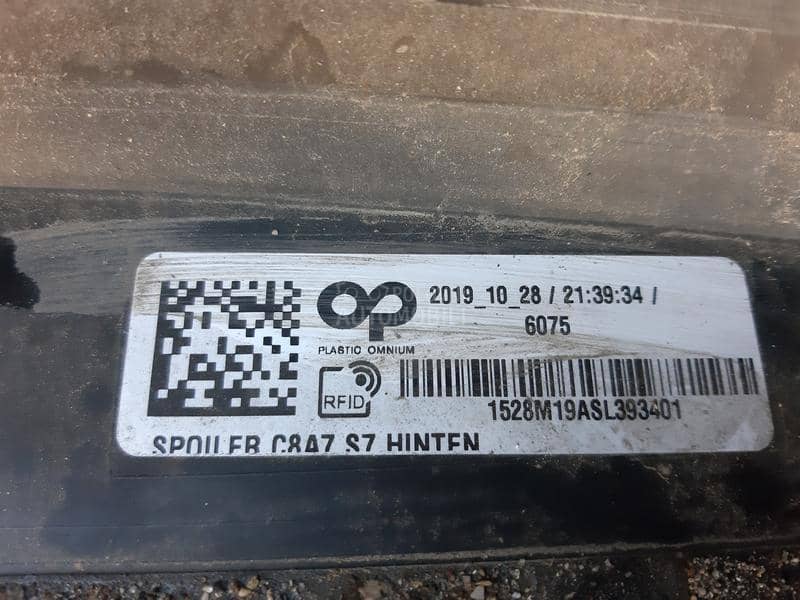 2019_10_28 / 21:39:34 /
6075
PLASTIC OMNIUM
RFID
1528M19ASL393401
SPOILER C8A7 S7 HINTEN